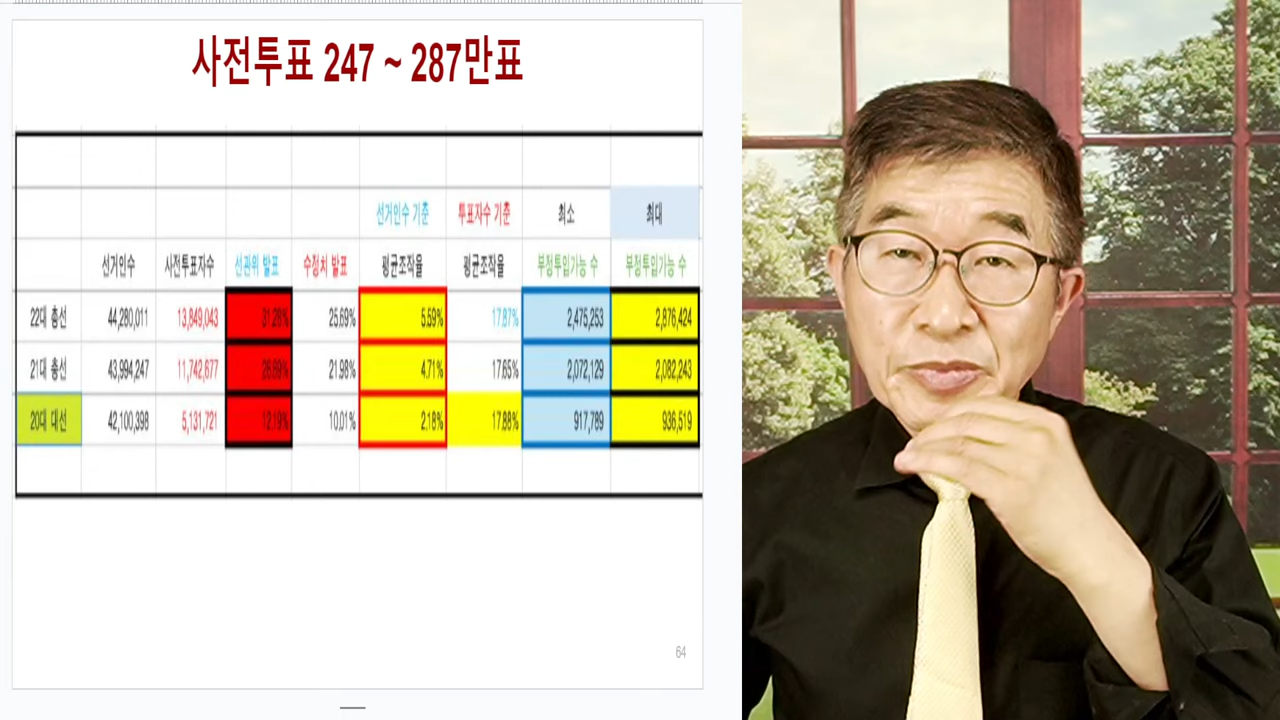 사전투표 247 ~ 287만표
선거인수 기준 투표자수 기준 최소 최대
선거인수 사전투표자수 선관위 발표 수정치 발표 평균조작율 평균조작율 부정투입가능 수 부정투입가능 수
22대 총선 44,280,011 13,849,043 31.28% 25.69% 5.59% 17.87% 2,475,253 2,876,424
21대 총선 43,994,247 11,742,677 26.69% 21.98% 4.71% 17.65% 2,072,129 2,082,243
20대 대선 42,100,398 5,131,721 12.19% 10.01% 2.18% 17.88% 917,789 936,519
64